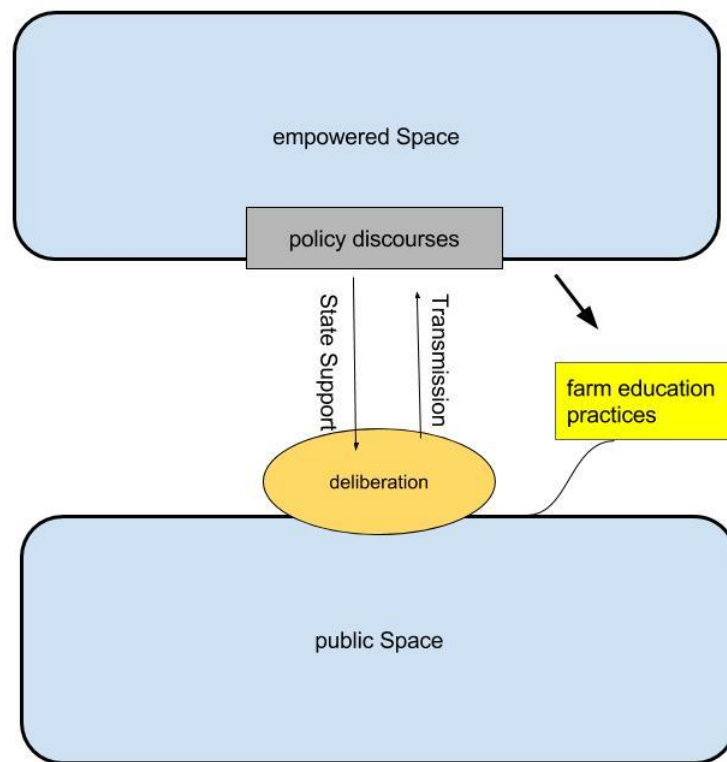 empowered Space
policy discourses
State Support
Transmission
farm education
practices
deliberation
public Space